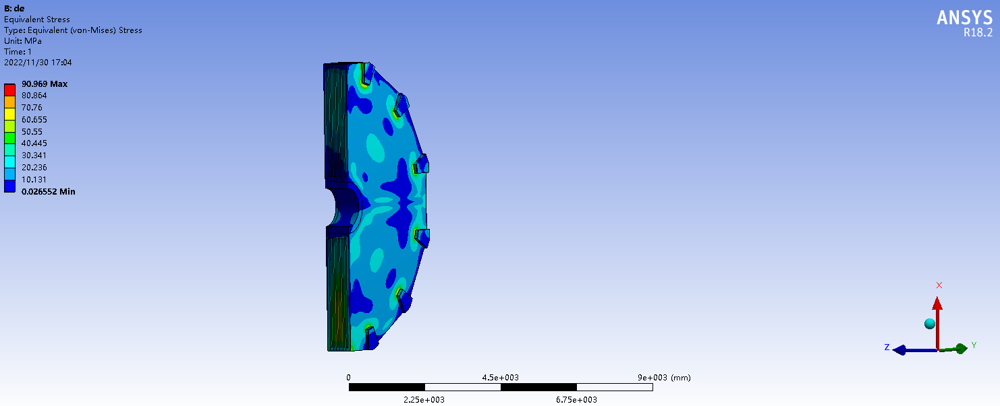 B: de
Equivalent Stress
Type: Equivalent (von-Mises) Stress
Unit: MPa
Time: 1
2022/11/30 17:04
90.969 Max
80.864
70.76
60.655
50.55
40.445
30.341
20.236
10.131
0.026552 Min
ANSYS
R18.2
X
Z
Y
0
4.5e+003
9e+003 (mm)
2.25e+003
6.75e+003